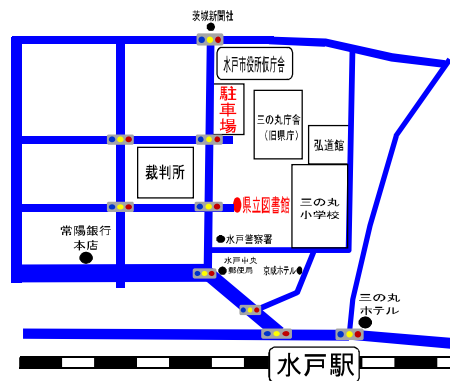 茨城新聞社
水戸市役所仮庁舎
駐
車
場
三の丸庁舎
(旧県庁)
弘道館
裁判所
県立図書館
三の丸
小学校
常陽銀行
本店
水戸警察署
水戸中央
郵便局
京成ホテル
三の丸
ホテル
水戸駅